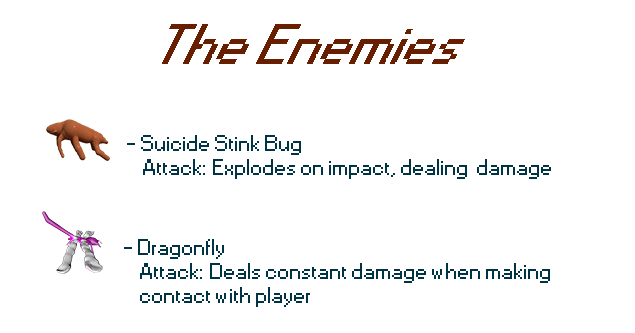 The Enemies
- Suicide Stink Bug
Attack: Explodes on impact, dealing damage
- Dragonfly
Attack: Deals constant damage when making
contact with player